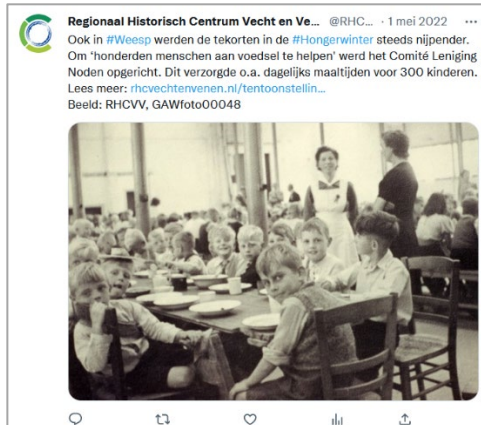 Regionaal Historisch Centrum Vecht en Ve... @RHC... · 1 mei 2022 ...
Ook in #Weesp werden de tekorten in de #Hongerwinter steeds nijpender.
Om ‘honderden menschen aan voedsel te helpen’ werd het Comité Leniging
Noden opgericht. Dit verzorgde o.a. dagelijks maaltijden voor 300 kinderen.
Lees meer: rhcvechtenvenen.nl/tentoonstellin...
Beeld: RHCVV, GAWfoto00048